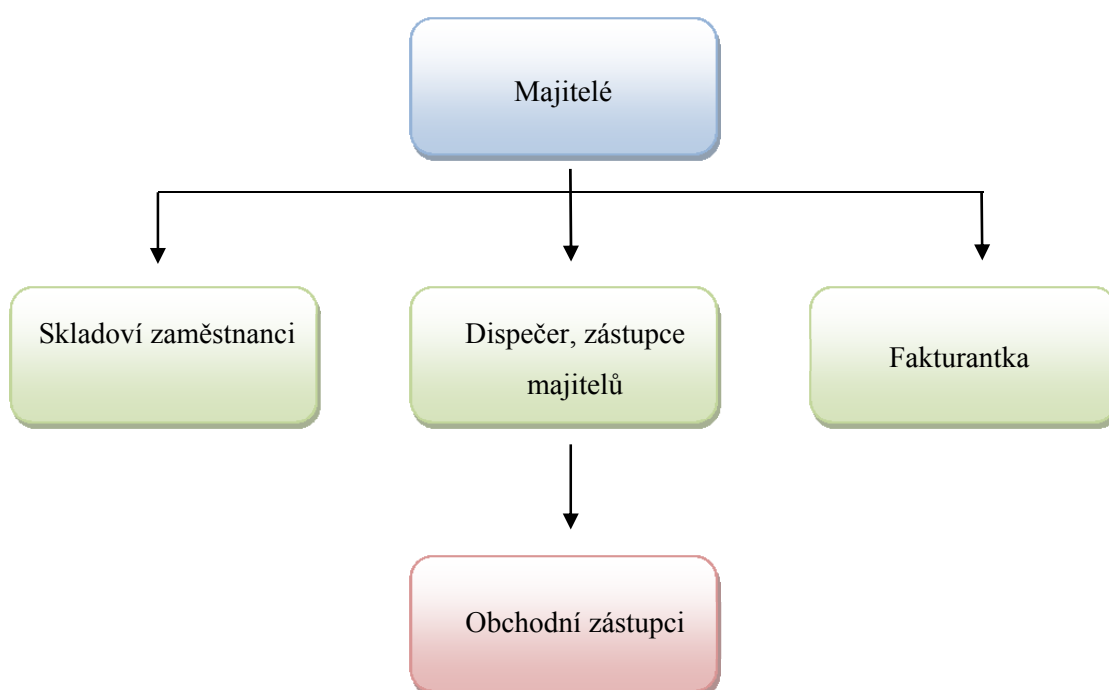 Majitelé
Skladoví zaměstnanci
Dispečer, zástupce
majitelů
Fakturantka
Obchodní zástupci